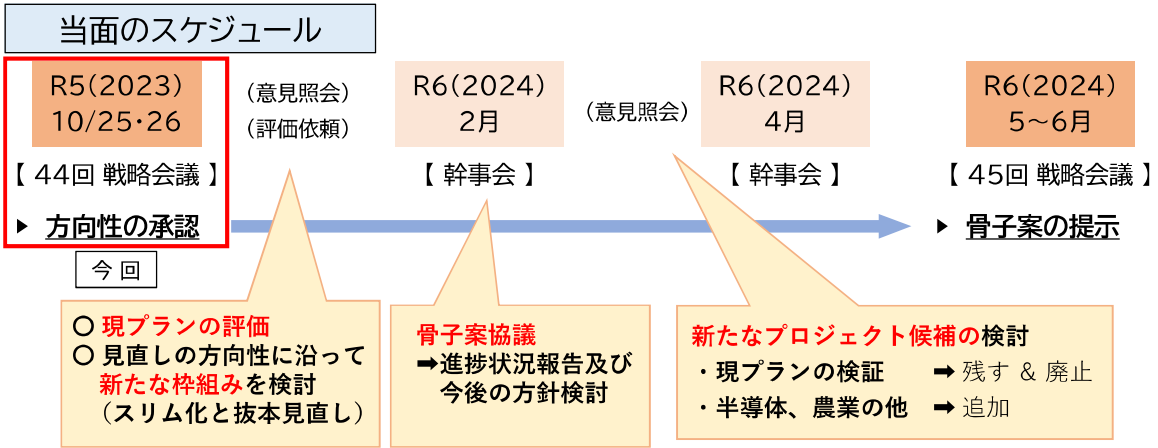 当面のスケジュール
R5(2023)
10/25・26
【 44回 戦略会議 】
▶ 方向性の承認
今回
(意見照会)
(評価依頼)
R6(2024)
2月
【 幹事会 】
(意見照会)
R6(2024)
4月
【 幹事会 】
R6(2024)
5～6月
【 45回 戦略会議 】
▶ 骨子案の提示
〇 現プランの評価
〇 見直しの方向性に沿って
新たな枠組みを検討
(スリム化と抜本見直し)
骨子案協議
➡進捗状況報告及び
今後の方針検討
新たなプロジェクト候補の検討
・現プランの検証 ➡ 残す ＆ 廃止
・半導体、農業の他 ➡ 追加